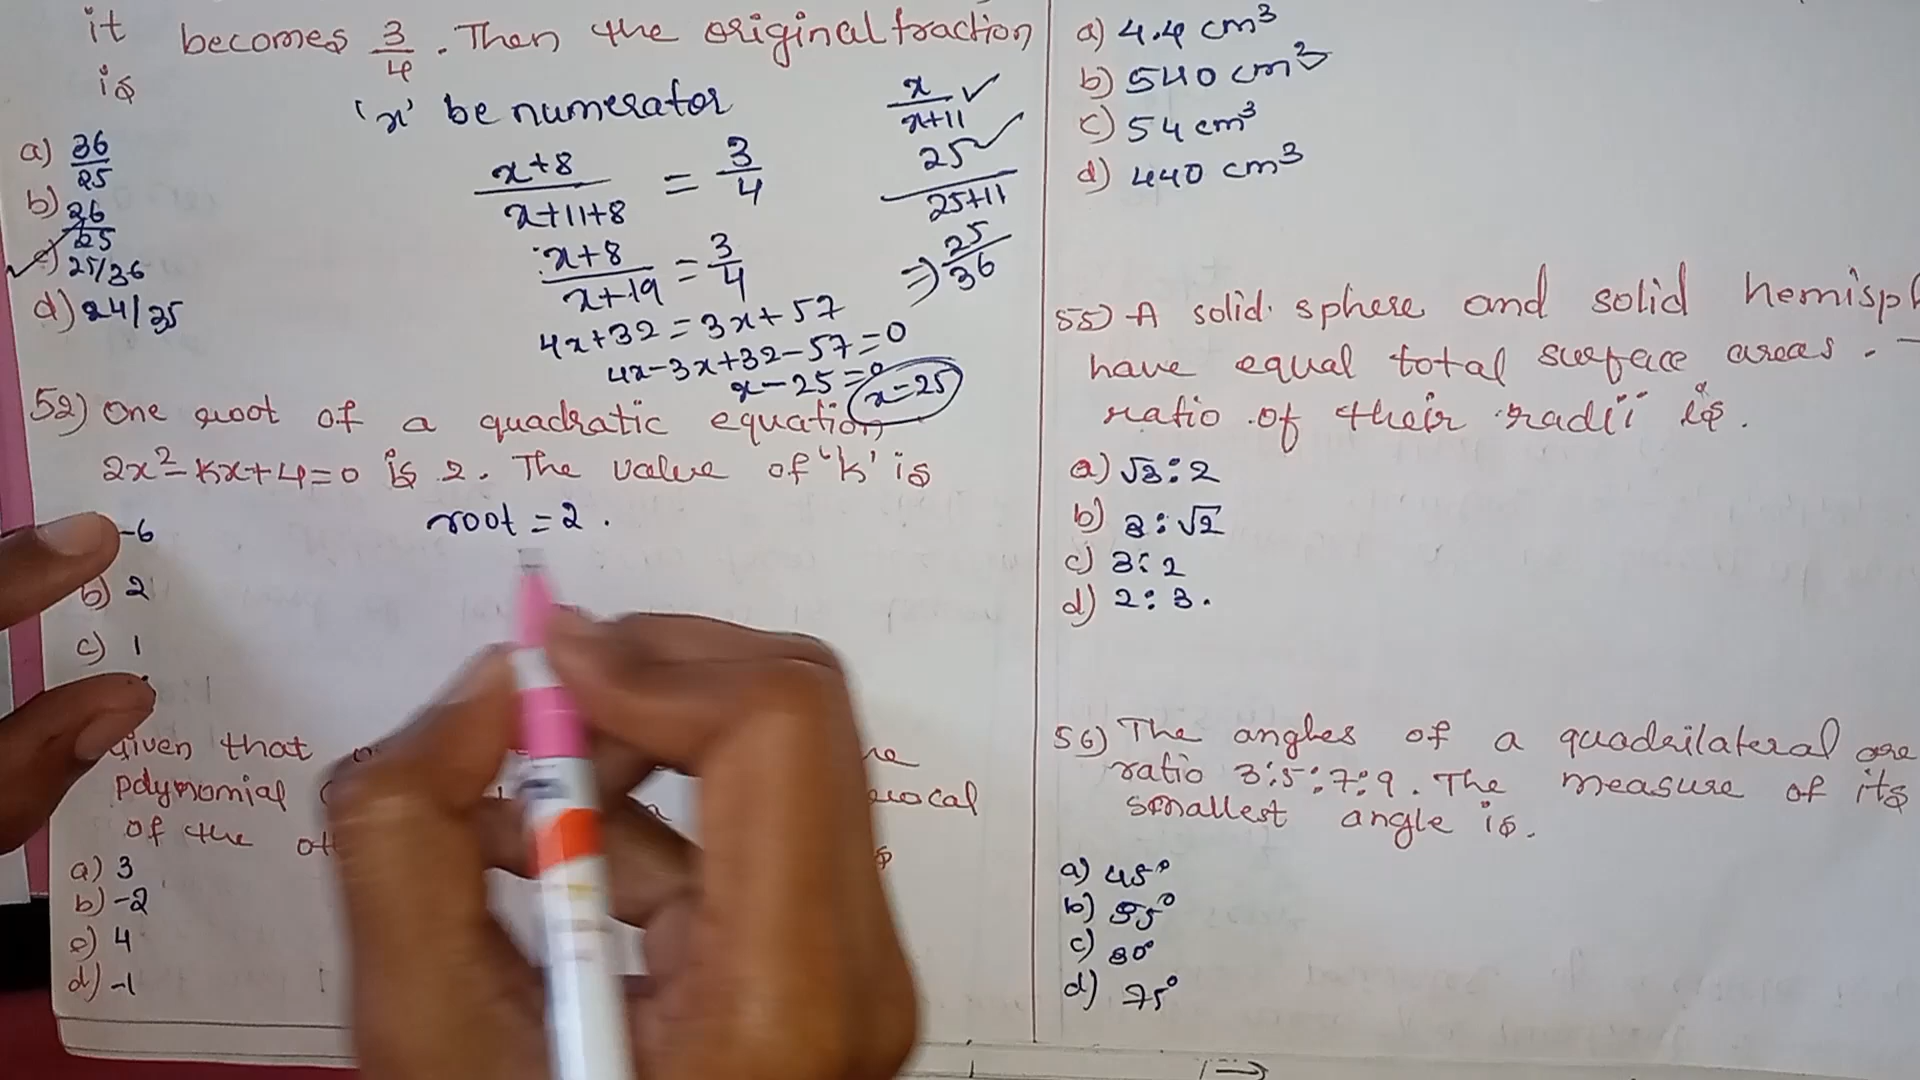 it becomes 3/4. Then the original fraction
is
'x' be numerator
x/x+11 ✓
a) 36/25
x+8/x+11+8 = 3/4
25/25+11 ✓
b) 26/25
x+8/x+19 = 3/4
⇒ 25/36
✓ c) 25/36
4x+32 = 3x+57
d) 24/35
4x-3x+32-57=0
x-25=0
x=25
52) One root of a quadratic equation
2x²-kx+4=0 is 2. The value of 'k' is
root = 2.
-6
b) 2
c) 1
given that
polynomial
of the
a) 3
b) -2
c) 4
d) -1
a) 4.4 cm³
b) 540 cm³
c) 54 cm³
d) 440 cm³
55) A solid sphere and solid
have equal total surface areas.
ratio of their radii is.
a) √3:2
b) 3:√2
c) 3:2
d) 2:3.
56) The angles of a quadrilateral are
ratio 3:5:7:9. The measure of its
smallest angle is.
a) 45°
b) 55°
c) 80°
d) 75°